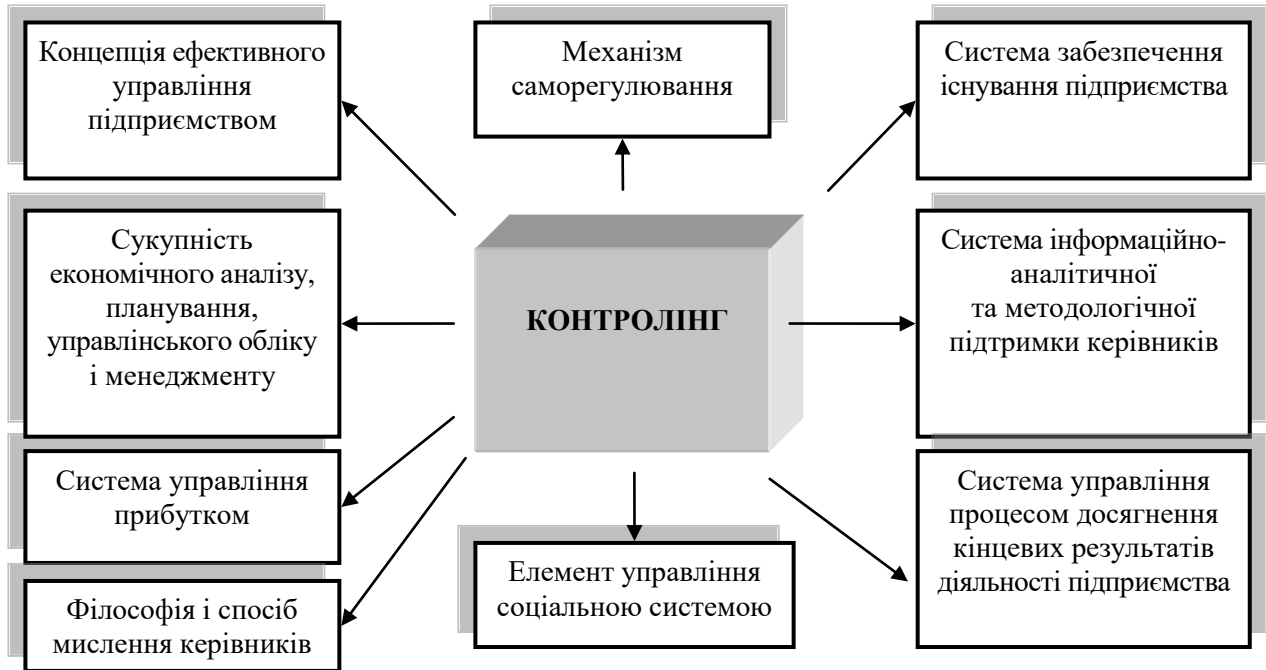 Концепція ефективного
управління
підприємством
Механізм
саморегулювання
Система забезпечення
існування підприємства
Сукупність
економічного аналізу,
планування,
управлінського обліку
і менеджменту
КОНТРОЛІНГ
Система інформаційно-
аналітичної
та методологічної
підтримки керівників
Система управління
прибутком
Філософія і спосіб
мислення керівників
Елемент управління
соціальною системою
Система управління
процесом досягнення
кінцевих результатів
діяльності підприємства